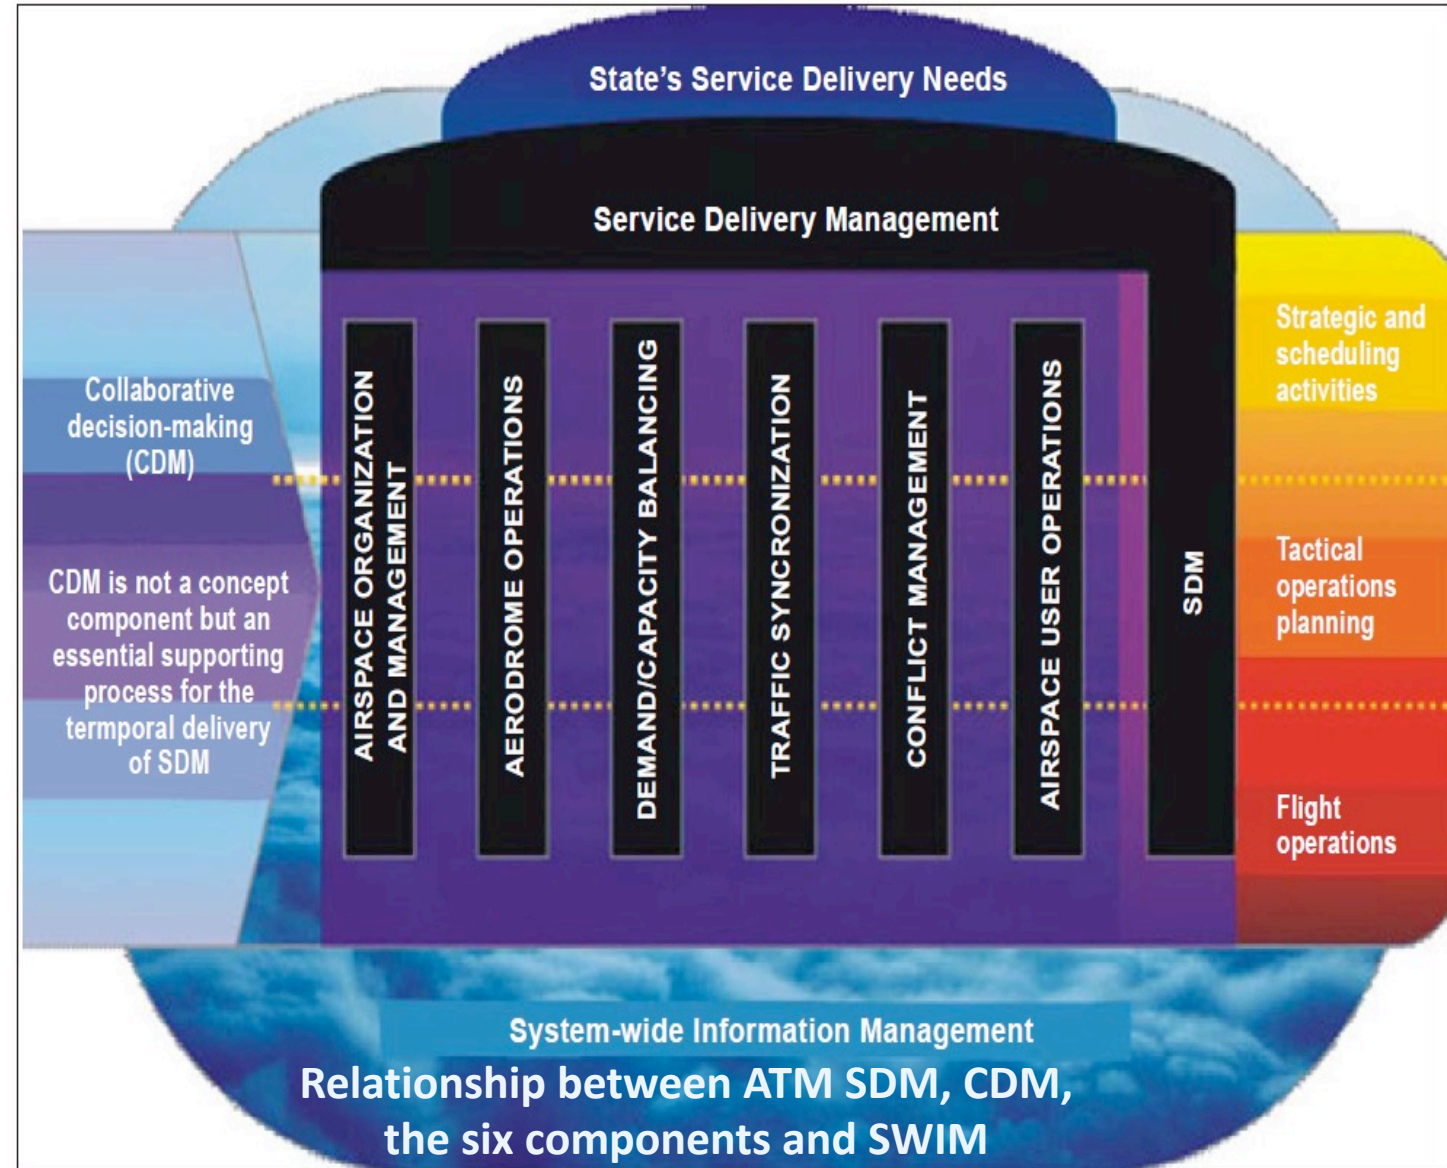 State's Service Delivery Needs
Service Delivery Management
Collaborative
decision-making
(CDM)
CDM is not a concept
component but an
essential supporting
process for the
termporal delivery
of SDM
AIRSPACE ORGANIZATION
AND MANAGEMENT
AERODROME OPERATIONS
DEMAND/CAPACITY BALANCING
TRAFFIC SYNCRONIZATION
CONFLICT MANAGEMENT
AIRSPACE USER OPERATIONS
SDM
Strategic and
scheduling
activities
Tactical
operations
planning
Flight
operations
System-wide Information Management
Relationship between ATM SDM, CDM,
the six components and SWIM